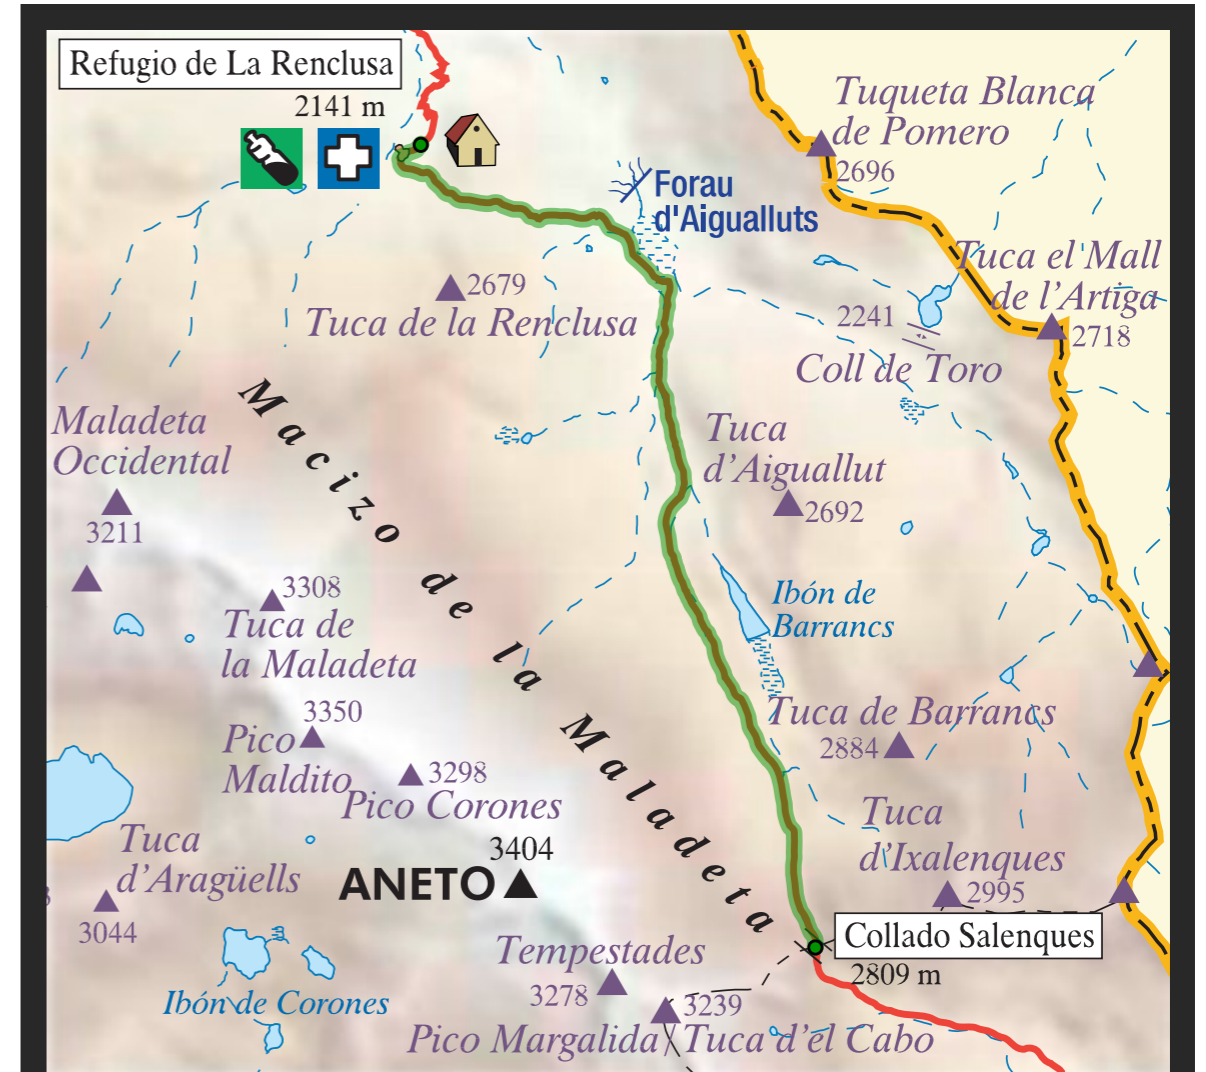 Refugio de La Renclusa
2141 m
Tuqueta Blanca
de Pomero
2696
Forau
d'Aigualluts
Tuca el Mall
de l’Artiga
2718
2679
Tuca de la Renclusa
2241
Coll de Toro
Maladeta
Occidental
3211
Macizo de la Maladeta
Tuca
d’Aiguallut
2692
3308
Tuca de
la Maladeta
Ibón de
Barrancs
3350
Pico
Maldito
3298
Pico Corones
Tuca de Barrancs
2884
Tuca
d’Aragüells
3044
3404
ANETO
Tuca
d’Ixalenques
2995
Collado Salenques
2809 m
Tempestades
3278
Ibón de Corones
3239
Pico Margalida/Tuca d’el Cabo